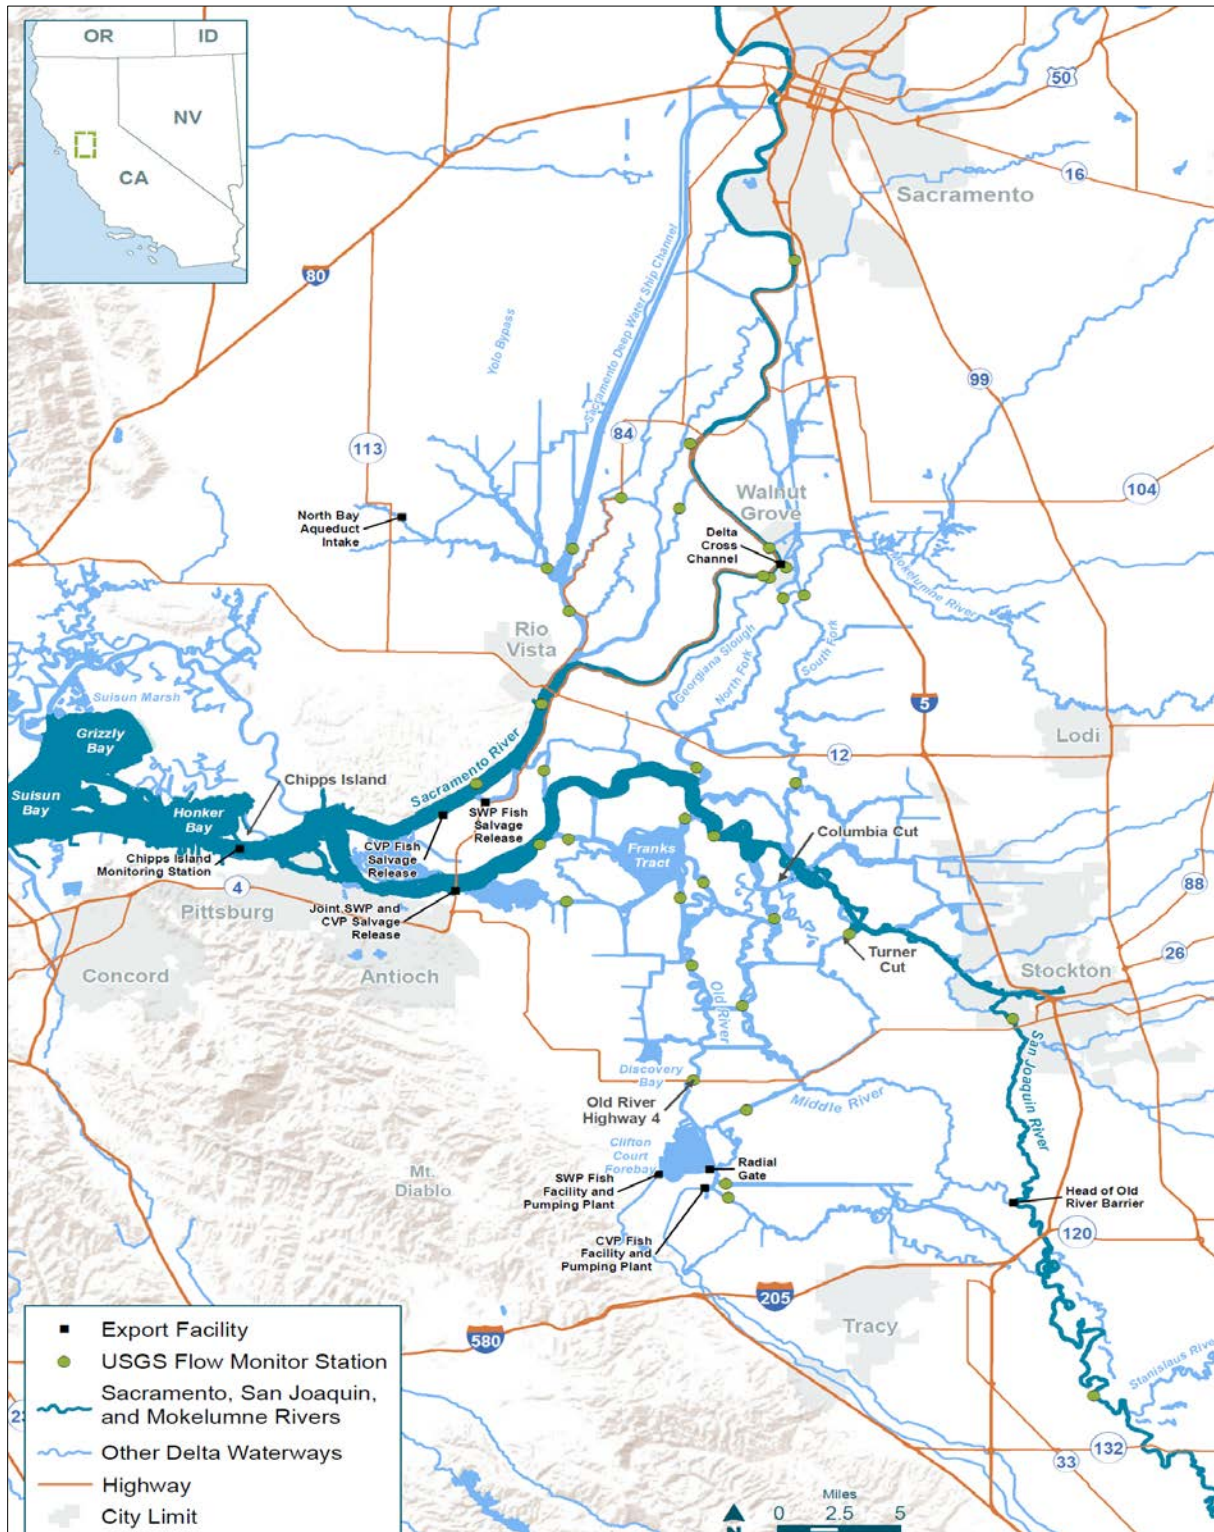 OR
ID
NV
CA
50
16
Sacramento
80
Yolo Bypass
Sacramento Deep Water Ship Channel
99
84
113
104
Walnut
Grove
North Bay
Aqueduct
Intake
Delta
Cross
Channel
Mokelumne River
Rio
Vista
Georgiana Slough
North Fork
South Fork
Suisun Marsh
5
Grizzly
Bay
Lodi
12
Chipps Island
Sacramento River
Suisun
Bay
Honker
Bay
SWP Fish
Salvage
Release
Columbia Cut
CVP Fish
Salvage
Release
Franks
Tract
Chipps Island
Monitoring Station
4
88
Pittsburg
Joint SWP and
CVP Salvage
Release
Turner
Cut
26
Concord
Antioch
Stockton
Old River
San Joaquin River
Discovery
Bay
Old River
Highway 4
Middle River
Clifton
Court
Forebay
Mt.
Diablo
Radial
Gate
SWP Fish
Facility and
Pumping Plant
Head of Old
River Barrier
120
CVP Fish
Facility and
Pumping Plant
205
Tracy
580
Stanislaus River
Export Facility
USGS Flow Monitor Station
Sacramento, San Joaquin,
and Mokelumne Rivers
Other Delta Waterways
Highway
City Limit
132
33
Miles
0 2.5 5
N